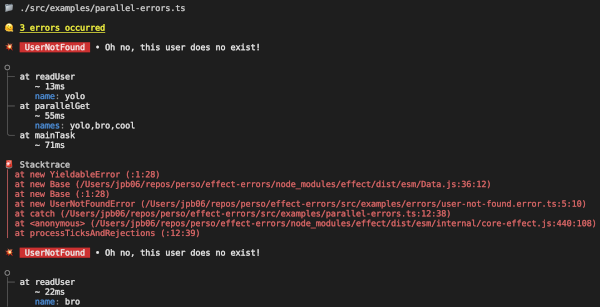 ./src/examples/parallel-errors.ts
3 errors occurred
UserNotFound • Oh no, this user does no exist!
at readUser
~ 13ms
name: yolo
at parallelGet
~ 55ms
names: yolo,bro,cool
at mainTask
~ 71ms
Stacktrace
at new YieldableError (:1:28)
at new Base (/Users/jpb06/repos/perso/effect-errors/node_modules/effect/dist/esm/Data.js:36:12)
at new Base (:1:28)
at new UserNotFoundError (/Users/jpb06/repos/perso/effect-errors/src/examples/errors/user-not-found.error.ts:5:10)
at catch (/Users/jpb06/repos/perso/effect-errors/src/examples/parallel-errors.ts:12:38)
at <anonymous> (/Users/jpb06/repos/perso/effect-errors/node_modules/effect/dist/esm/internal/core-effect.js:440:108)
at processTicksAndRejections (:12:39)
UserNotFound • Oh no, this user does no exist!
at readUser
~ 22ms
name: bro